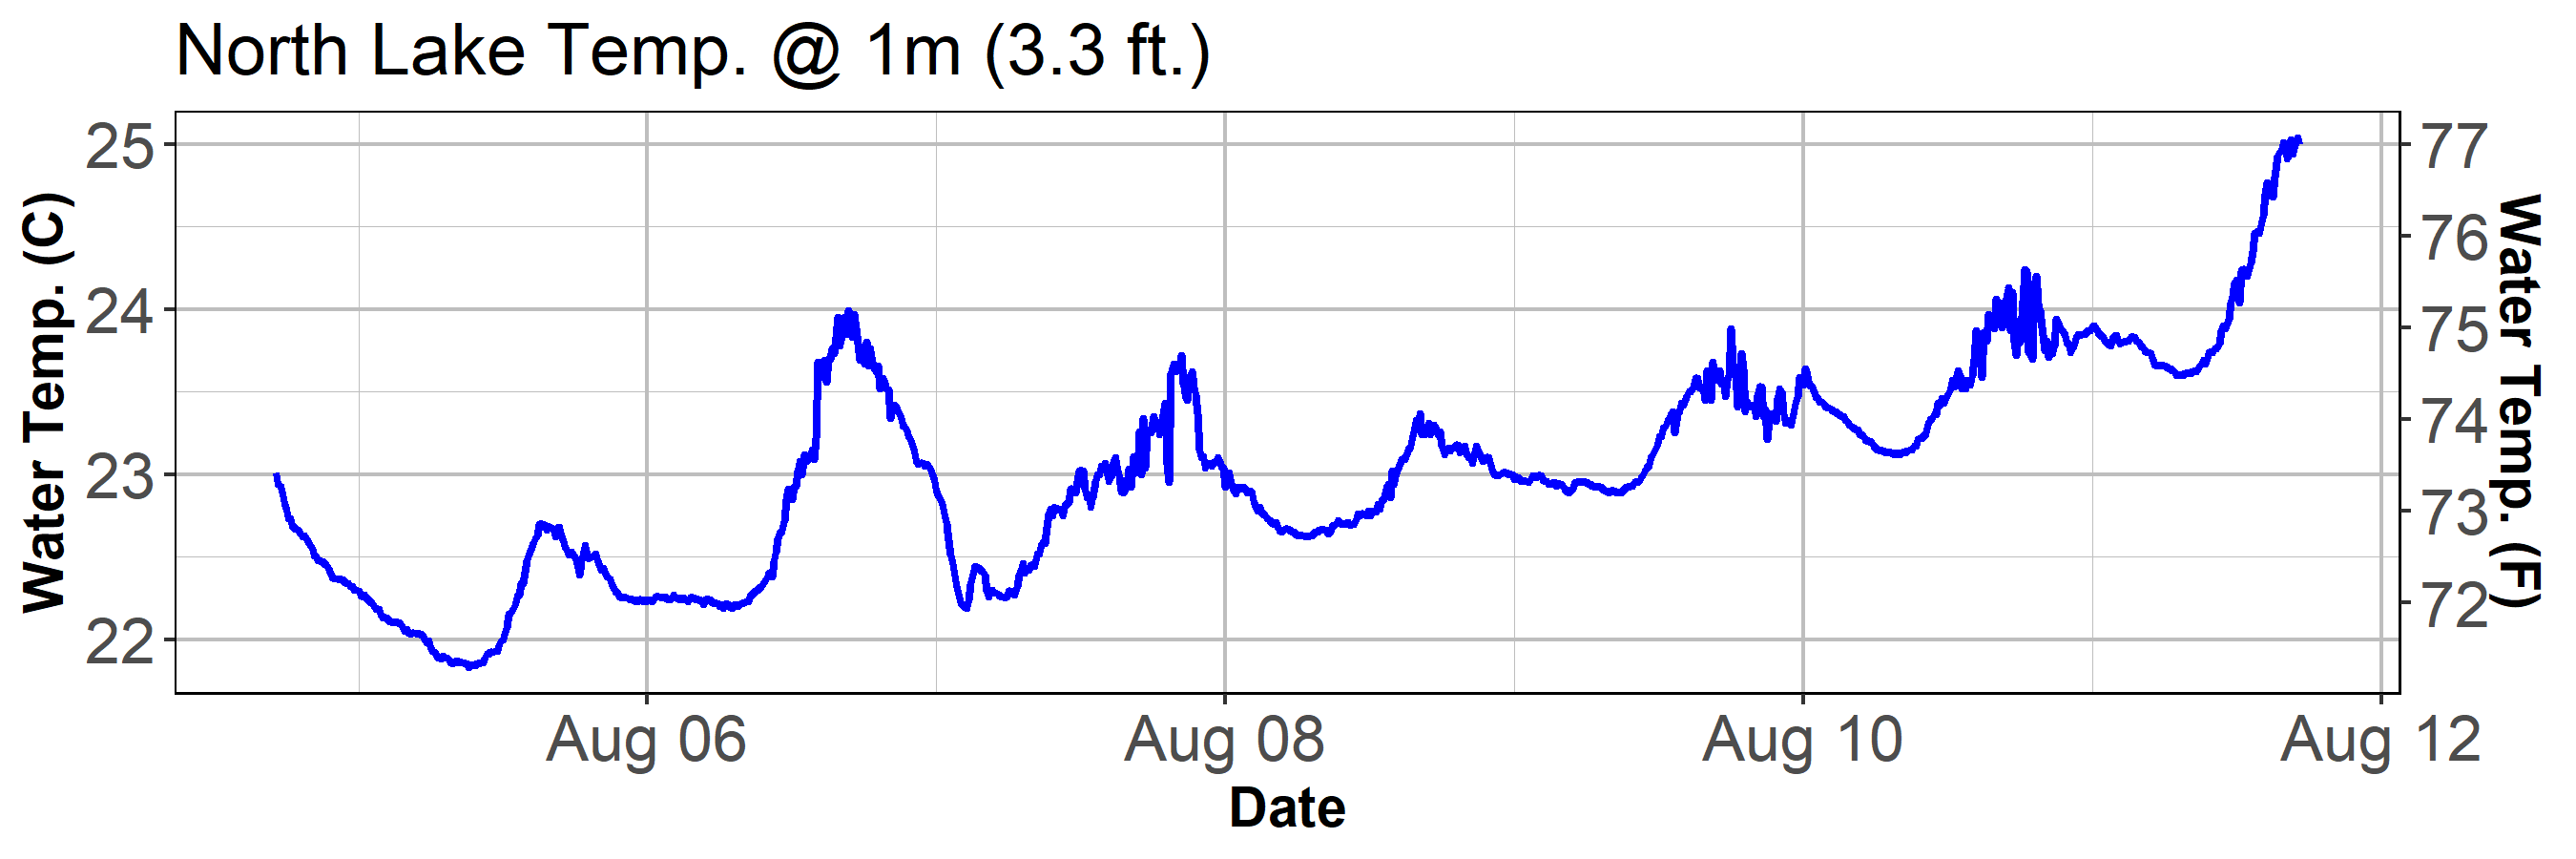 North Lake Temp. @ 1m (3.3 ft.)
Water Temp. (C)
25
24
23
22
77
76
75
74
73
72
Water Temp. (F)
Aug 06 Aug 08 Aug 10 Aug 12
Date